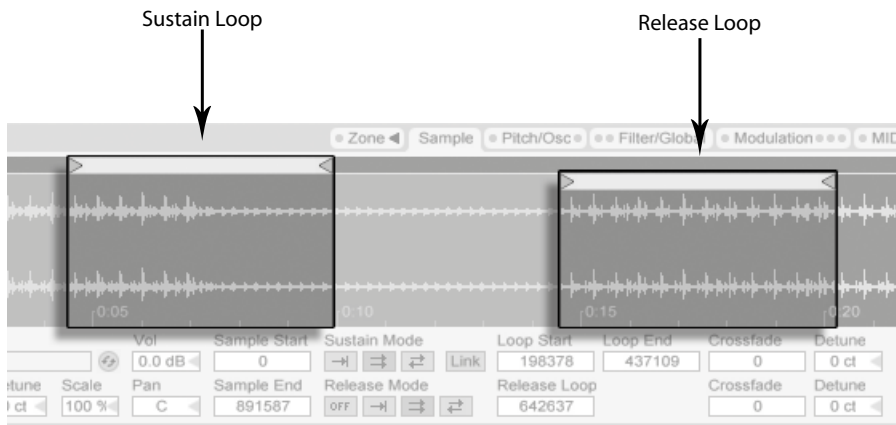 Sustain Loop
Release Loop
Zone Sample Pitch/Osc Filter/Global Modulation MID
0:05 0:10 0:15 0:20
Vol Sample Start Sustain Mode Loop Start Loop End Crossfade Detune
0.0 dB 0 Link 198378 437109 0 0 ct
etune Scale Pan Sample End Release Mode Release Loop Crossfade Detune
0 ct 100 % C 891587 OFF 642637 0 0 ct